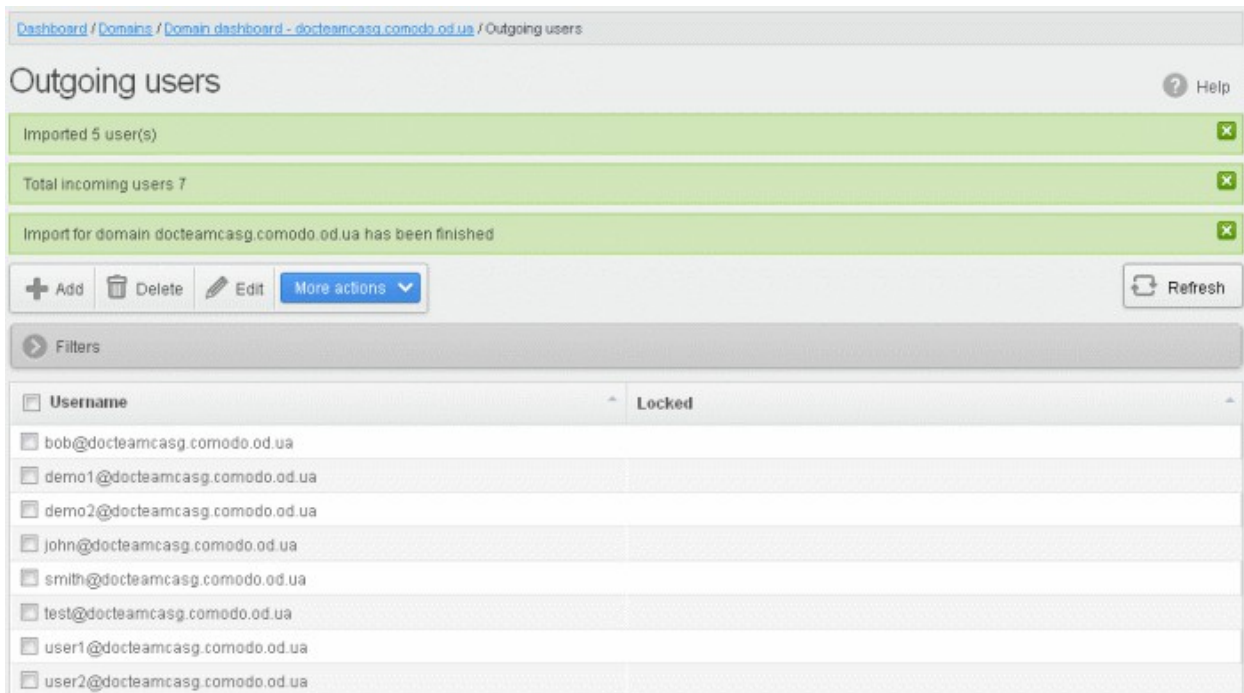 Dashboard / Domains / Domain dashboard - docteamcasg.comodo.od.ua / Outgoing users
Outgoing users
? Help
Imported 5 user(s)
Total incoming users 7
Import for domain docteamcasg.comodo.od.ua has been finished
Add Delete Edit More actions Refresh
Filters
Username Locked
bob@docteamcasg.comodo.od.ua
demo1@docteamcasg.comodo.od.ua
demo2@docteamcasg.comodo.od.ua
john@docteamcasg.comodo.od.ua
smith@docteamcasg.comodo.od.ua
test@docteamcasg.comodo.od.ua
user1@docteamcasg.comodo.od.ua
user2@docteamcasg.comodo.od.ua